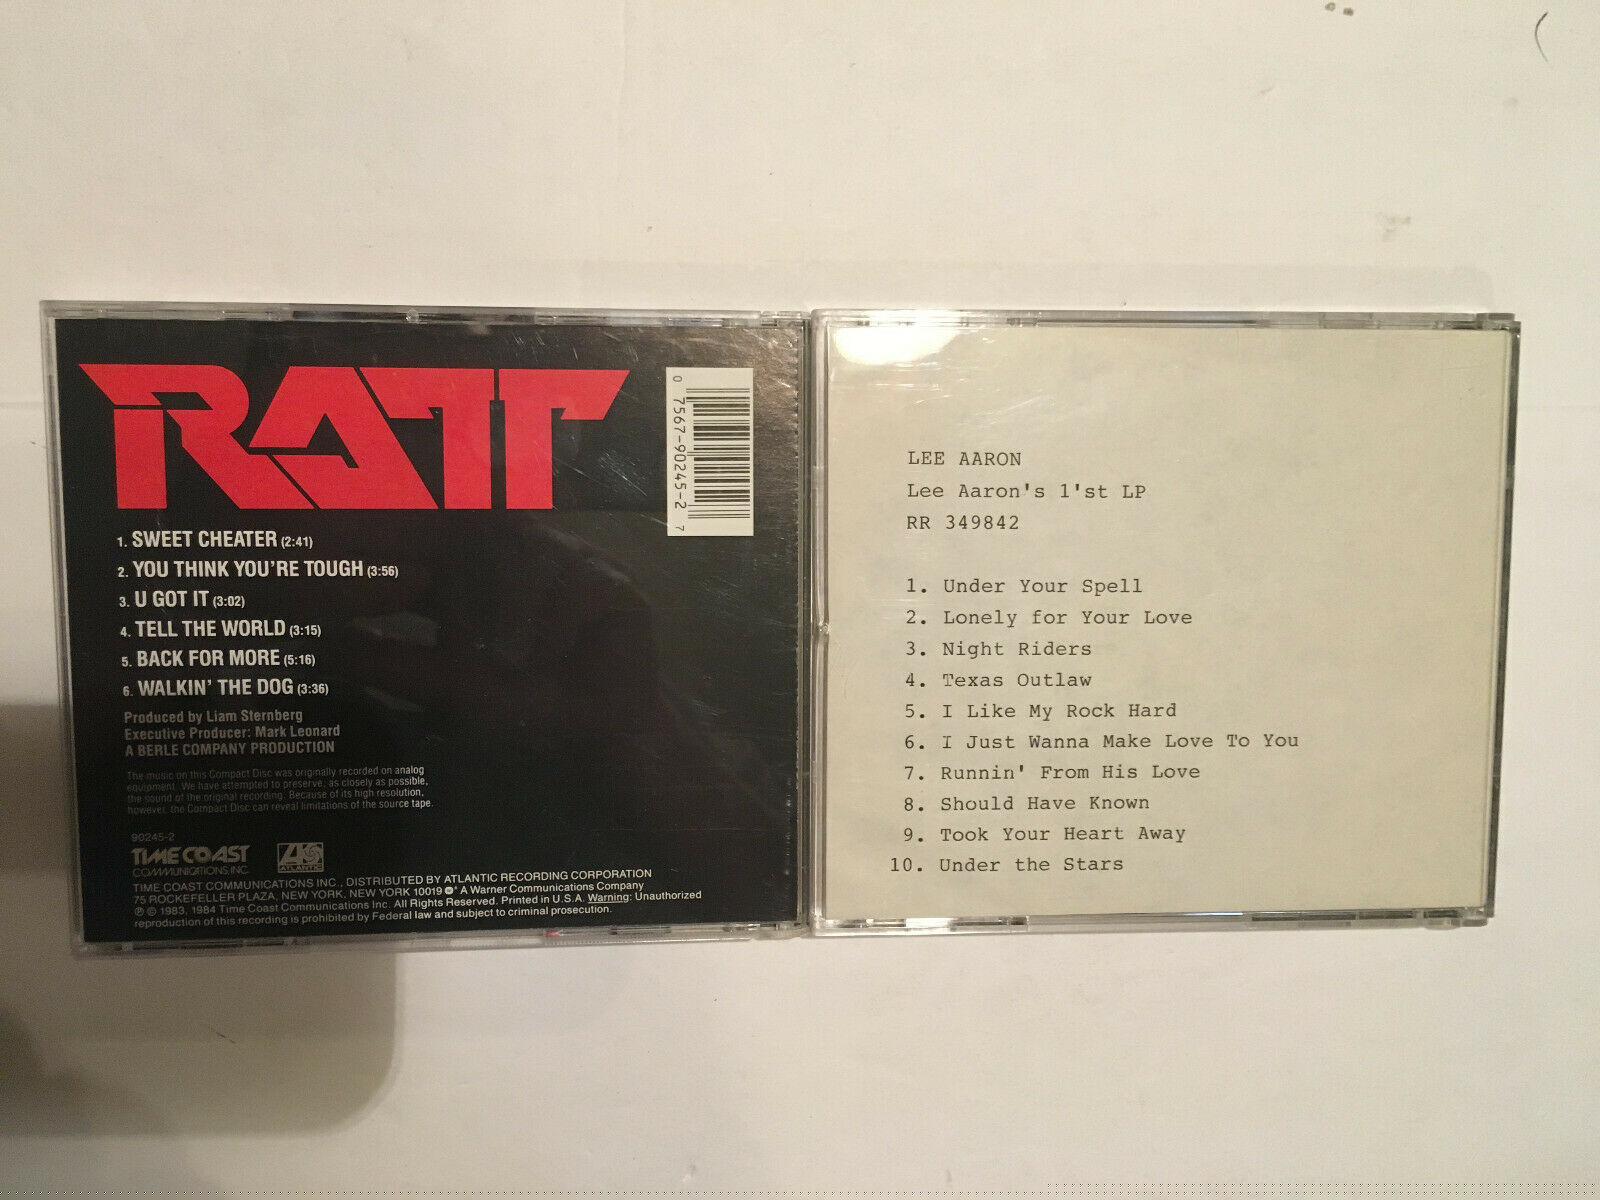 RATT
0 7567-90245-2 7
1. SWEET CHEATER (2:41)
2. YOU THINK YOU'RE TOUGH (3:56)
3. U GOT IT (3:02)
4. TELL THE WORLD (3:15)
5. BACK FOR MORE (5:16)
6. WALKIN' THE DOG (3:36)
Produced by Liam Sternberg
Executive Producer: Mark Leonard
A BERLE COMPANY PRODUCTION
The music on this Compact Disc was originally recorded on analog
equipment. We have attempted to preserve, as closely as possible,
the sound of the original recording. Because of its high resolution,
however, the Compact Disc can reveal limitations of the source tape.
90245-2
TIME COAST
COMMUNICATIONS, INC.
ATLANTIC
TIME COAST COMMUNICATIONS INC., DISTRIBUTED BY ATLANTIC RECORDING CORPORATION
75 ROCKEFELLER PLAZA, NEW YORK, NEW YORK 10019 * A Warner Communications Company
℗ © 1983, 1984 Time Coast Communications Inc. All Rights Reserved. Printed in U.S.A. Warning: Unauthorized
reproduction of this recording is prohibited by Federal law and subject to criminal prosecution.
LEE AARON
Lee Aaron's 1'st LP
RR 349842
1. Under Your Spell
2. Lonely for Your Love
3. Night Riders
4. Texas Outlaw
5. I Like My Rock Hard
6. I Just Wanna Make Love To You
7. Runnin' From His Love
8. Should Have Known
9. Took Your Heart Away
10. Under the Stars